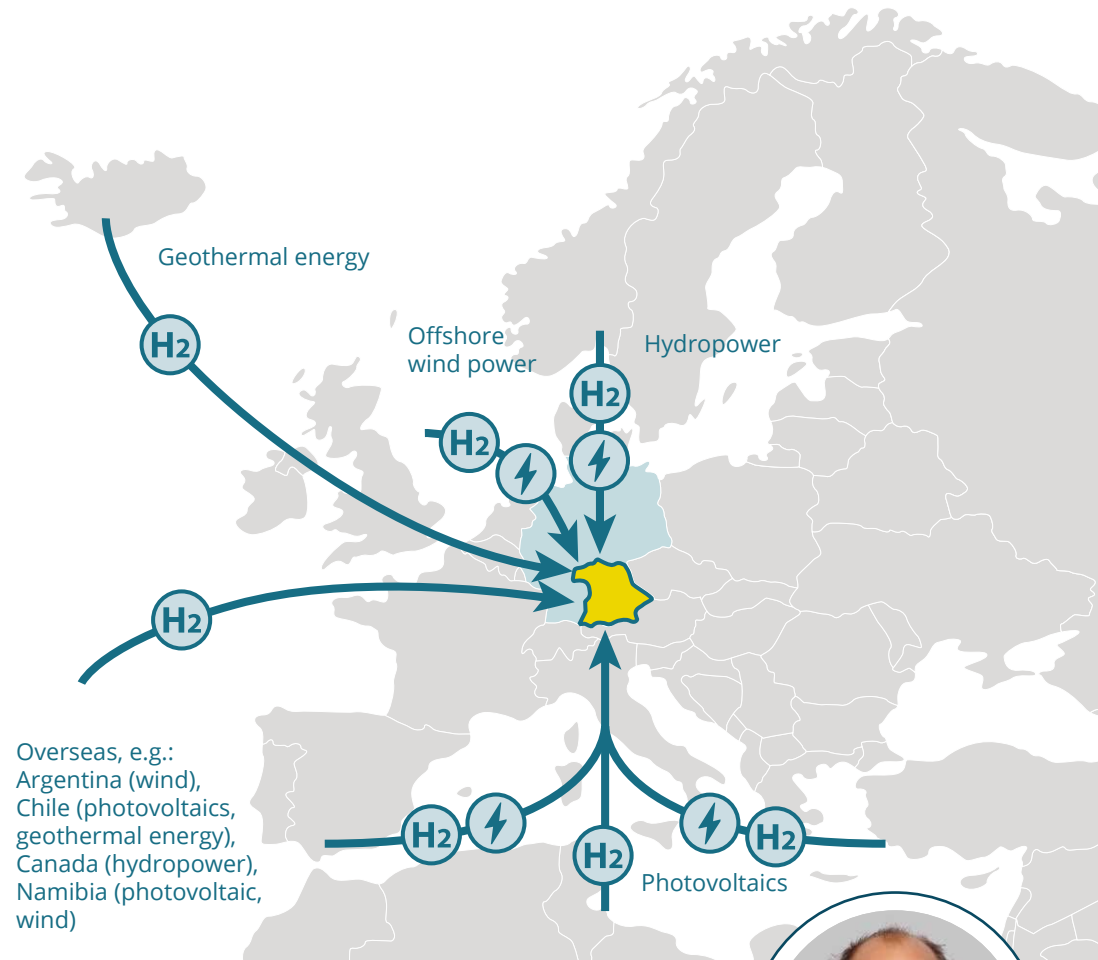 Geothermal energy
H2
Offshore
wind power
Hydropower
H2
H2
H2
Overseas, e.g.:
Argentina (wind),
Chile (photovoltaics,
geothermal energy),
Canada (hydropower),
Namibia (photovoltaic,
wind)
H2
H2
H2
Photovoltaics